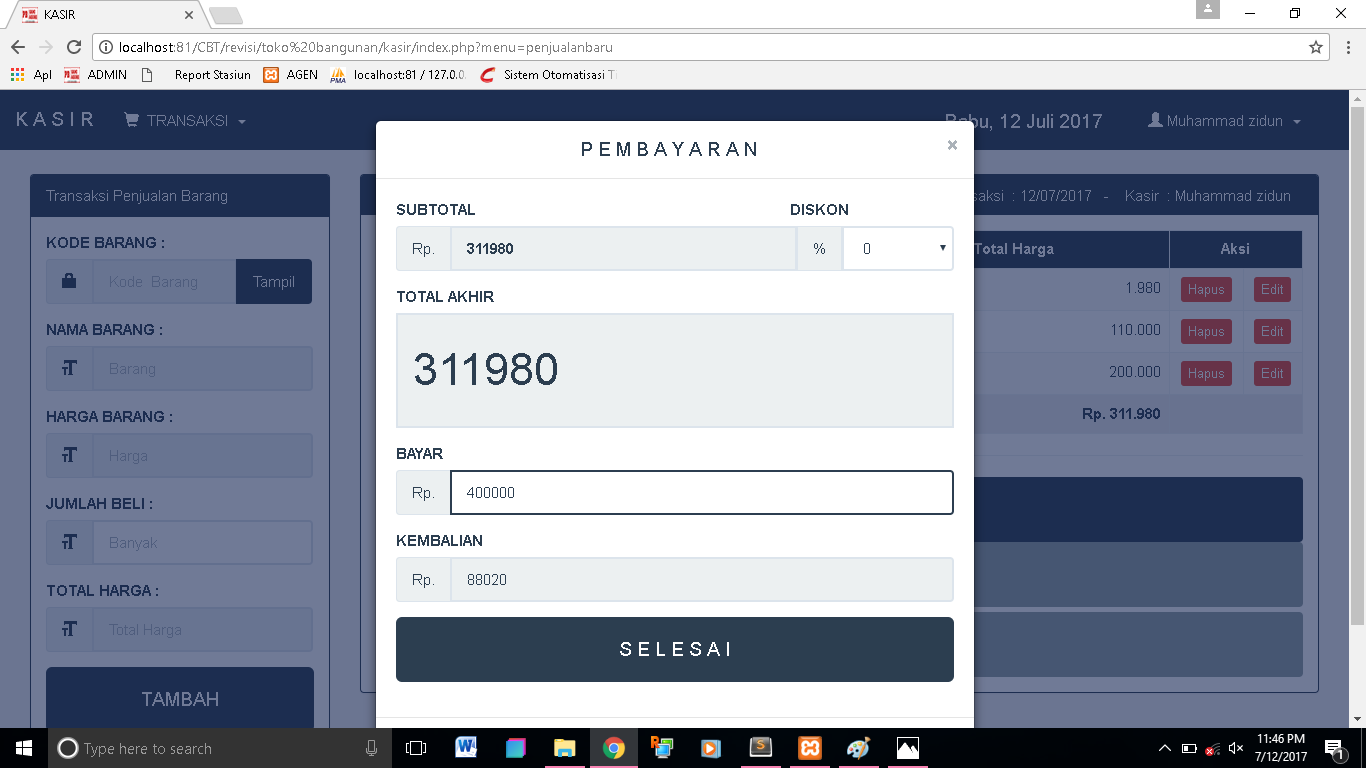 KASIR
localhost:81/CBT/revisi/toko%20bangunan/kasir/index.php?menu=penjualanbaru
Apl ADMIN Report Stasiun AGEN localhost:81 / 127.0.0. Sistem Otomatisasi Ti
KASIR TRANSAKSI Rabu, 12 Juli 2017 Muhammad zidun
PEMBAYARAN ×
Transaksi Penjualan Barang
aksi : 12/07/2017 - Kasir : Muhammad zidun
SUBTOTAL DISKON
Rp. 311980 % 0
TOTAL AKHIR
311980
BAYAR
Rp. 400000
KEMBALIAN
Rp. 88020
SELESAI
KODE BARANG :
Kode Barang Tampil
NAMA BARANG :
Barang
HARGA BARANG :
Harga
JUMLAH BELI :
Banyak
TOTAL HARGA :
Total Harga
TAMBAH
Total Harga Aksi
1.980 Hapus Edit
110.000 Hapus Edit
200.000 Hapus Edit
Rp. 311.980
Type here to search
11:46 PM
7/12/2017
1